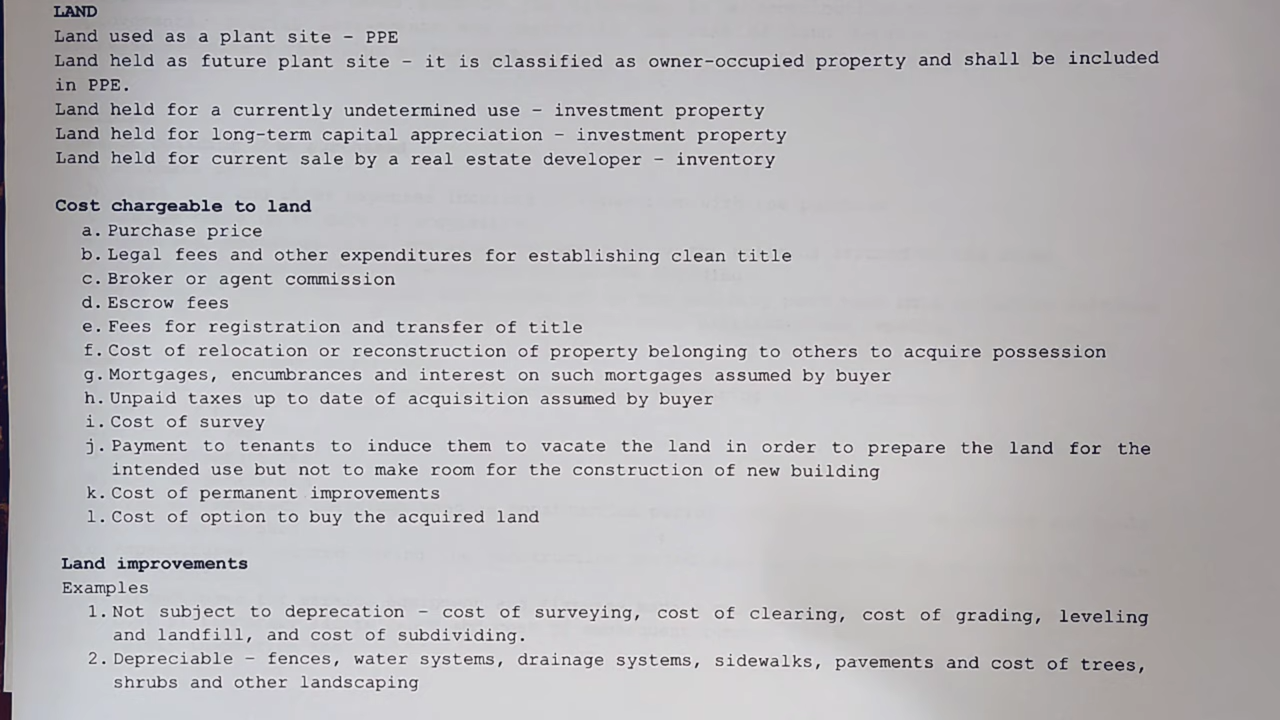 LAND
Land used as a plant site – PPE
Land held as future plant site – it is classified as owner-occupied property and shall be included
in PPE.
Land held for a currently undetermined use – investment property
Land held for long-term capital appreciation – investment property
Land held for current sale by a real estate developer – inventory
Cost chargeable to land
a. Purchase price
b. Legal fees and other expenditures for establishing clean title
c. Broker or agent commission
d. Escrow fees
e. Fees for registration and transfer of title
f. Cost of relocation or reconstruction of property belonging to others to acquire possession
g. Mortgages, encumbrances and interest on such mortgages assumed by buyer
h. Unpaid taxes up to date of acquisition assumed by buyer
i. Cost of survey
j. Payment to tenants to induce them to vacate the land in order to prepare the land for the
intended use but not to make room for the construction of new building
k. Cost of permanent improvements
l. Cost of option to buy the acquired land
Land improvements
Examples
1. Not subject to deprecation – cost of surveying, cost of clearing, cost of grading, leveling
and landfill, and cost of subdividing.
2. Depreciable – fences, water systems, drainage systems, sidewalks, pavements and cost of trees,
shrubs and other landscaping